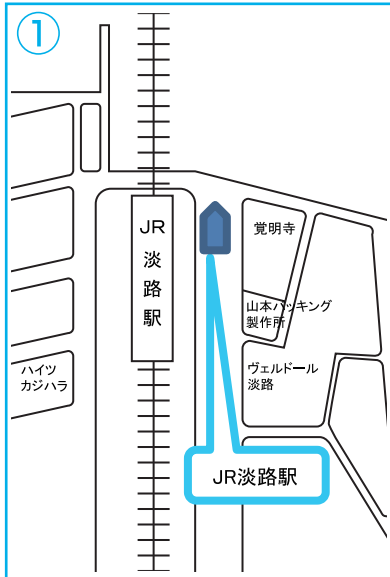 ①
JR
淡
路
駅
覚明寺
山本パッキング
製作所
ハイツ
カジハラ
ヴェルドール
淡路
JR淡路駅